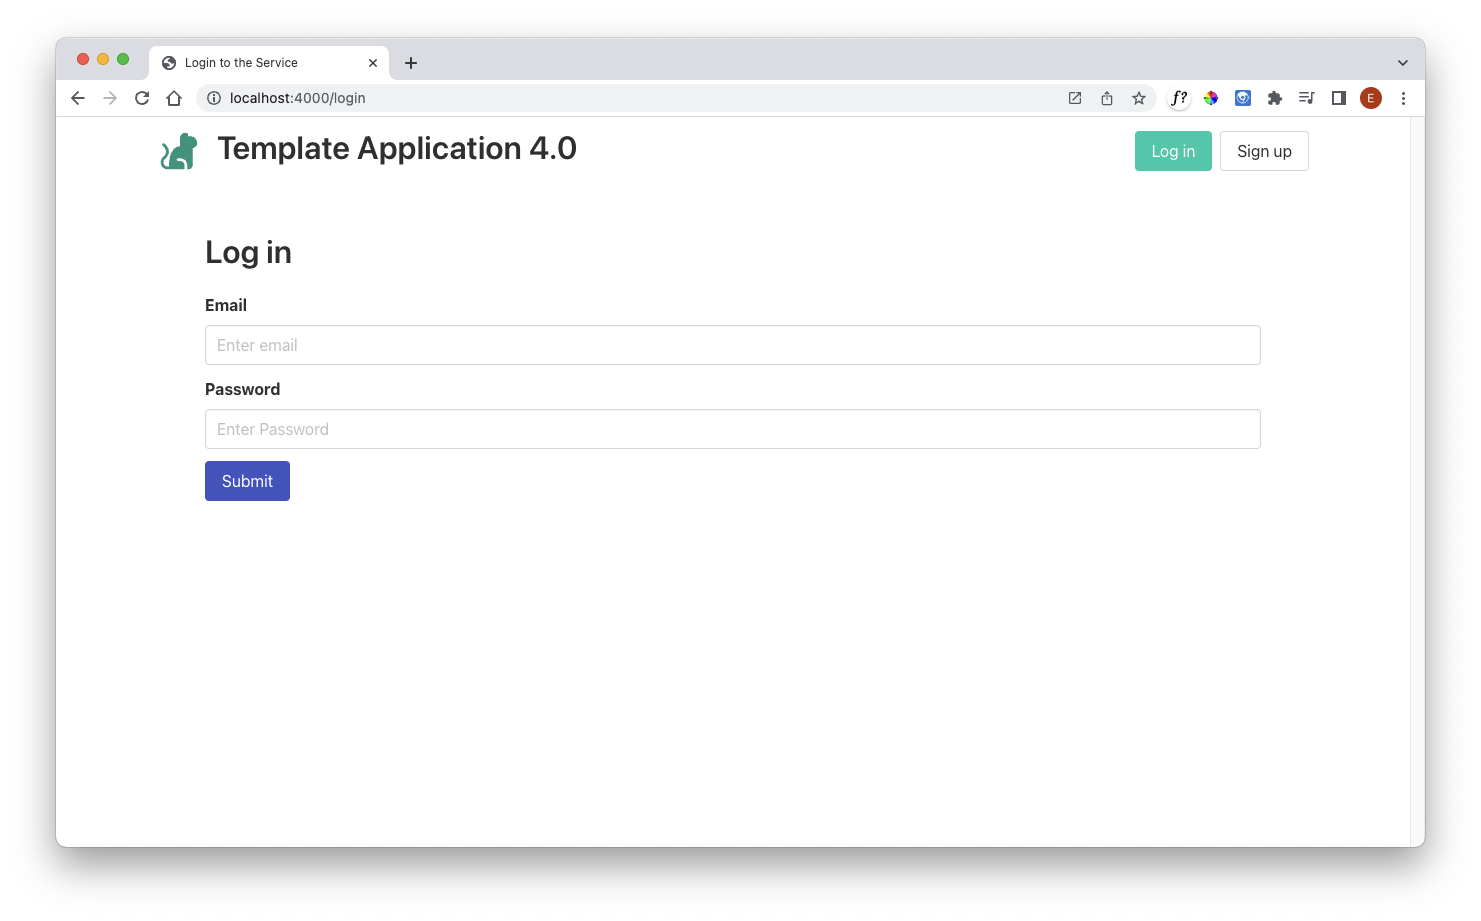 Login to the Service
localhost:4000/login
f?
E
Template Application 4.0
Log in
Sign up
Log in
Email
Enter email
Password
Enter Password
Submit